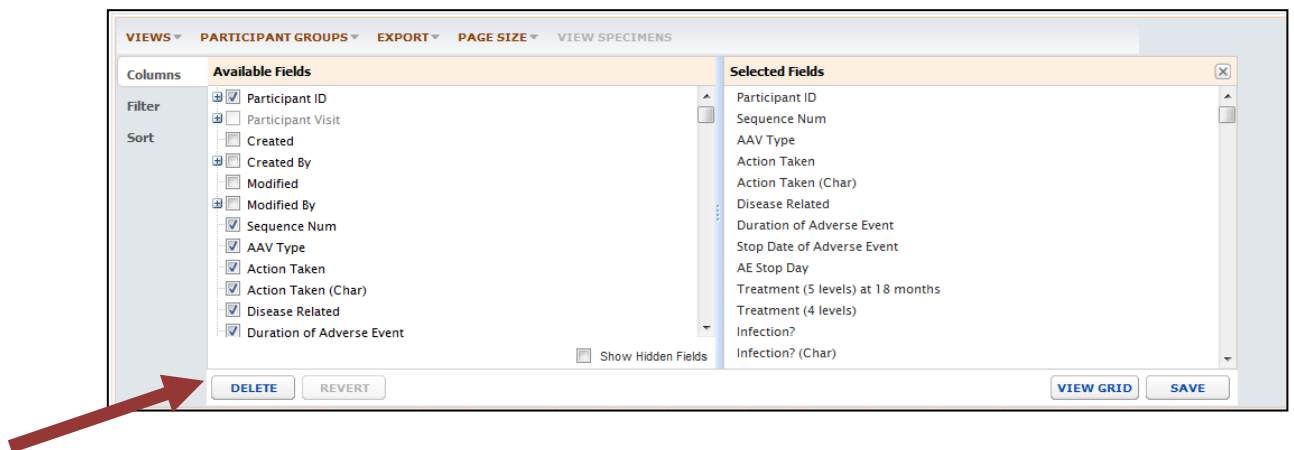 VIEWS PARTICIPANT GROUPS EXPORT PAGE SIZE VIEW SPECIMENS
Columns
Filter
Sort
Available Fields
Participant ID
Participant Visit
Created
Created By
Modified
Modified By
Sequence Num
AAV Type
Action Taken
Action Taken (Char)
Disease Related
Duration of Adverse Event
Show Hidden Fields
Selected Fields
Participant ID
Sequence Num
AAV Type
Action Taken
Action Taken (Char)
Disease Related
Duration of Adverse Event
Stop Date of Adverse Event
AE Stop Day
Treatment (5 levels) at 18 months
Treatment (4 levels)
Infection?
Infection? (Char)
DELETE REVERT VIEW GRID SAVE